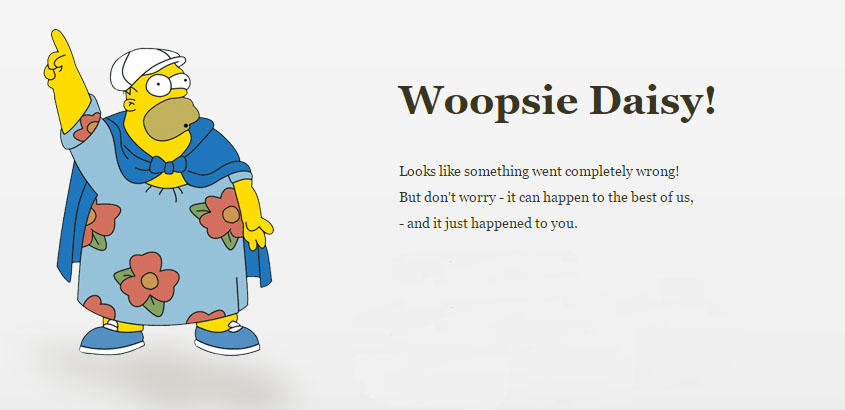 Woopsie Daisy!
Looks like something went completely wrong!
But don't worry - it can happen to the best of us,
- and it just happened to you.